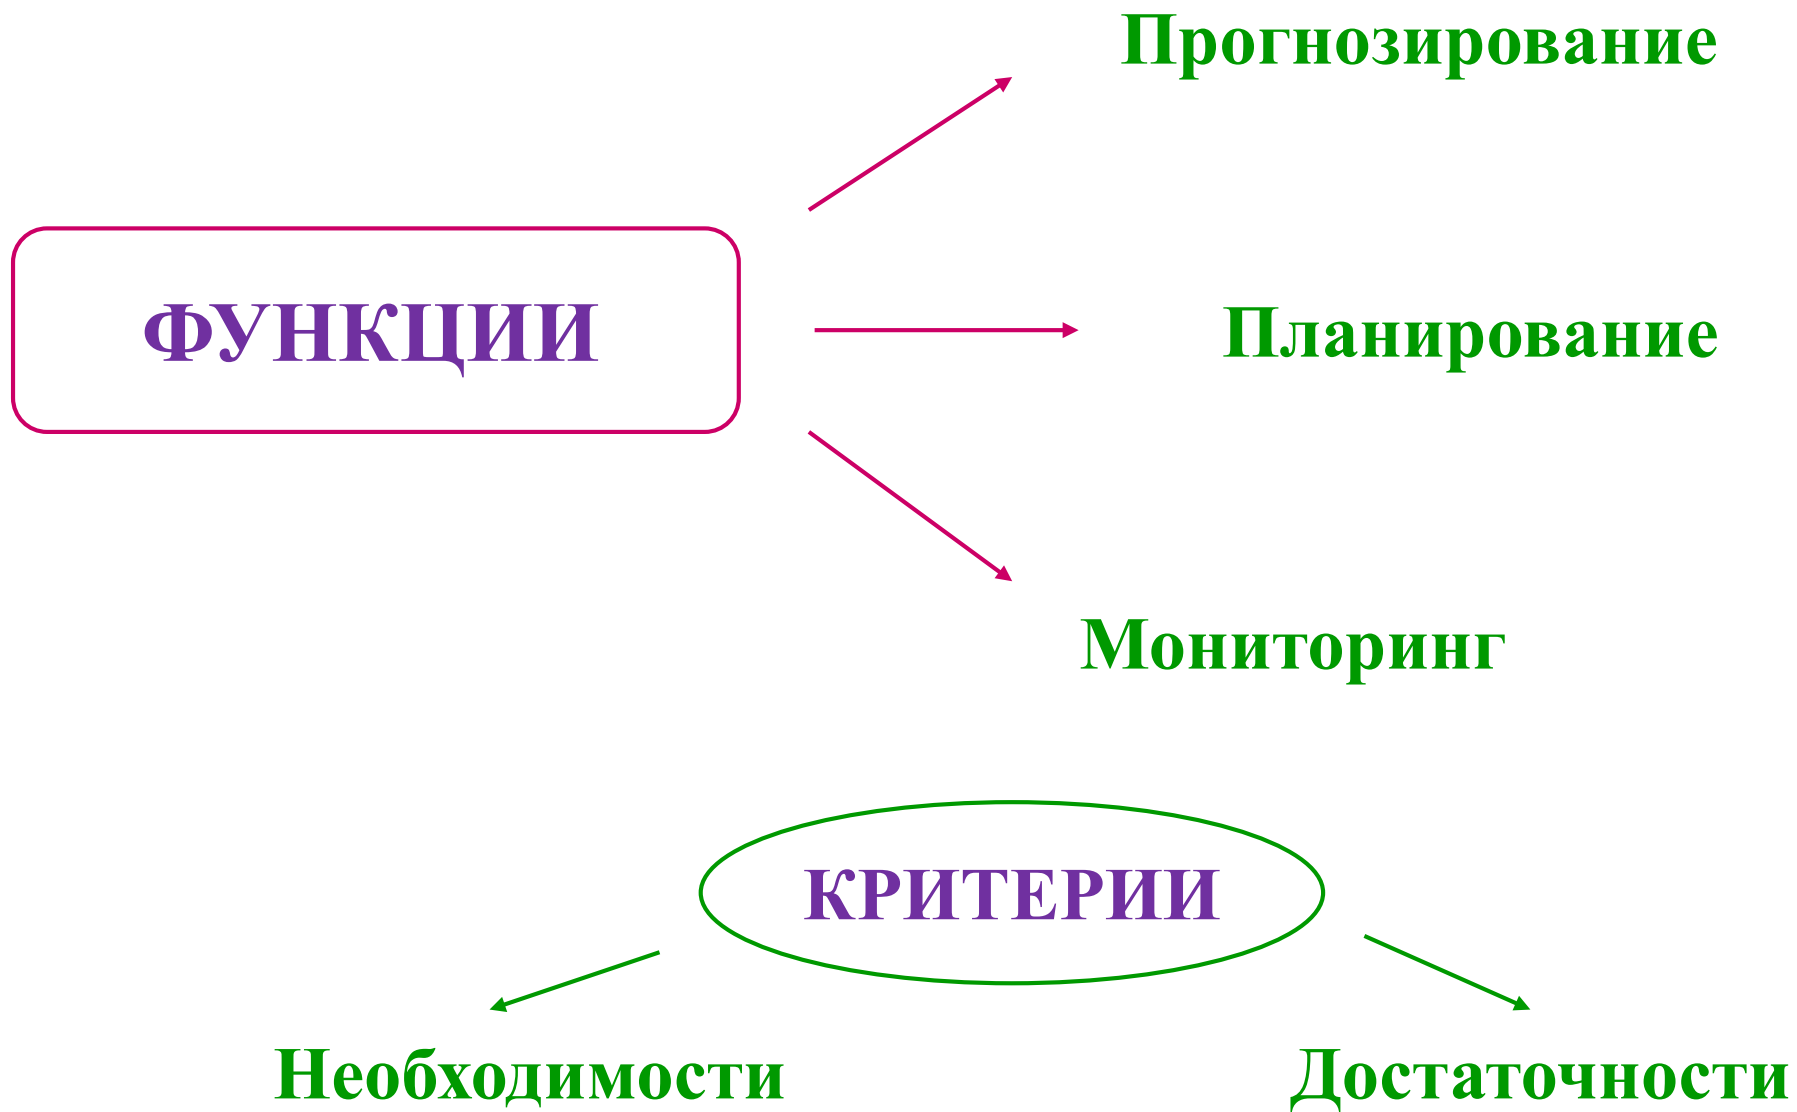 Прогнозирование
ФУНКЦИИ
Планирование
Мониторинг
КРИТЕРИИ
Необходимости
Достаточности